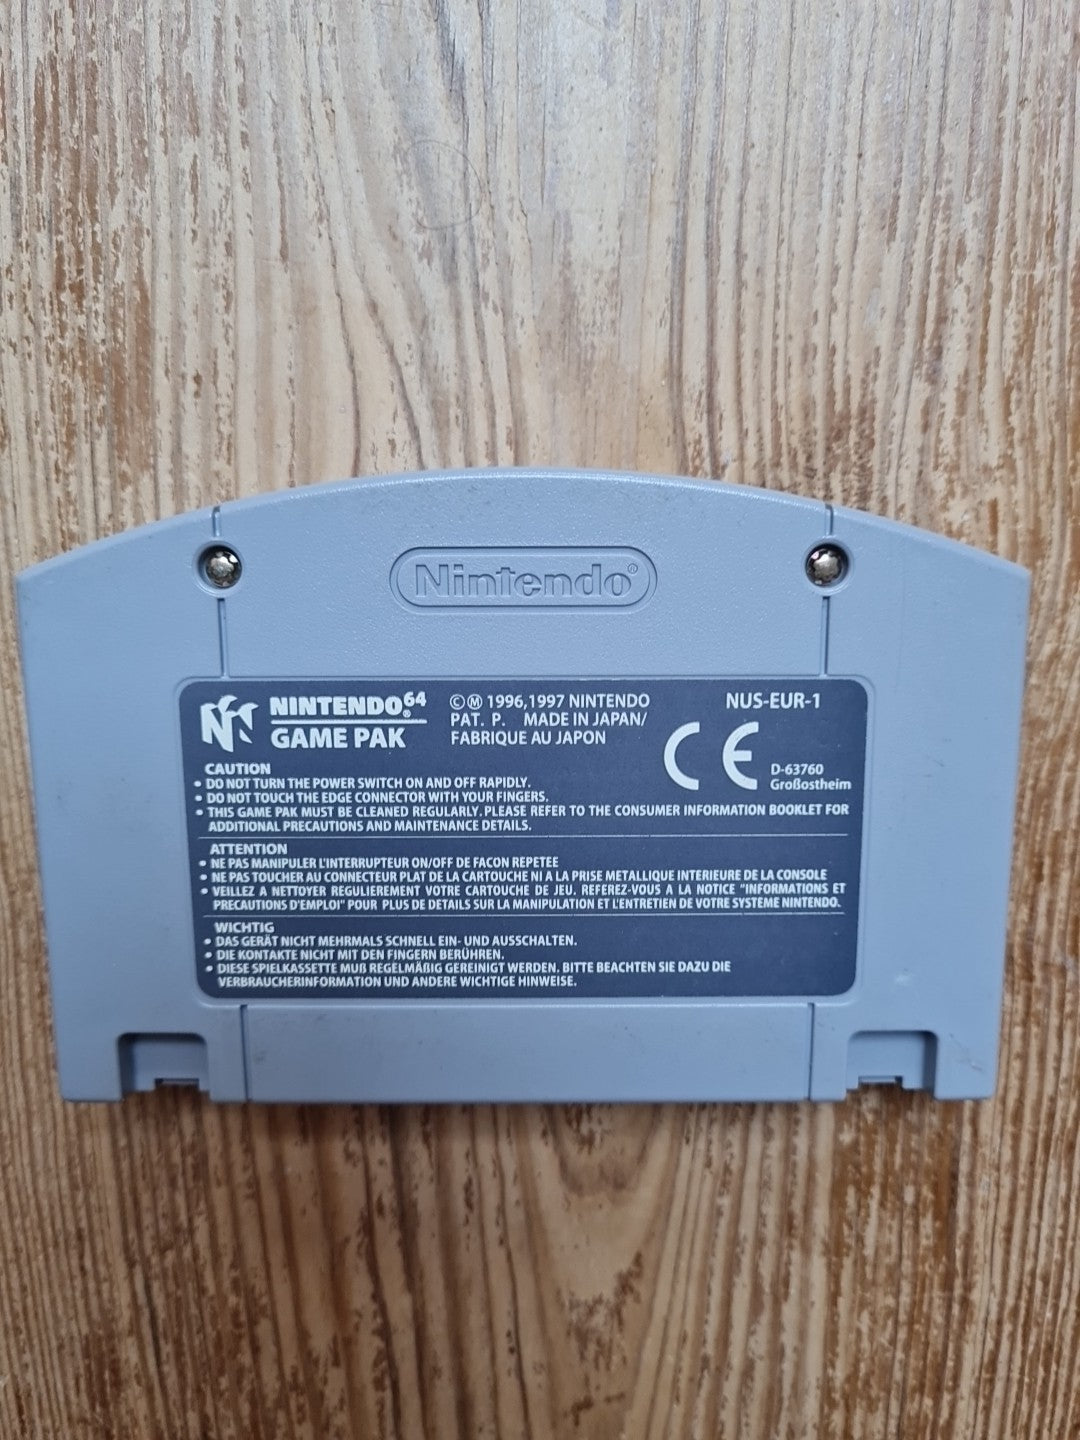 Nintendo®
NINTENDO64®
GAME PAK
©Ⓜ 1996,1997 NINTENDO
PAT. P. MADE IN JAPAN/
FABRIQUE AU JAPON
NUS-EUR-1
CE
D-63760
Großostheim
CAUTION
• DO NOT TURN THE POWER SWITCH ON AND OFF RAPIDLY.
• DO NOT TOUCH THE EDGE CONNECTOR WITH YOUR FINGERS.
• THIS GAME PAK MUST BE CLEANED REGULARLY. PLEASE REFER TO THE CONSUMER INFORMATION BOOKLET FOR
ADDITIONAL PRECAUTIONS AND MAINTENANCE DETAILS.
ATTENTION
• NE PAS MANIPULER L'INTERRUPTEUR ON/OFF DE FACON REPETEE
• NE PAS TOUCHER AU CONNECTEUR PLAT DE LA CARTOUCHE NI A LA PRISE METALLIQUE INTERIEURE DE LA CONSOLE
• VEILLEZ A NETTOYER REGULIEREMENT VOTRE CARTOUCHE DE JEU. REFEREZ-VOUS A LA NOTICE "INFORMATIONS ET
PRECAUTIONS D'EMPLOI" POUR PLUS DE DETAILS SUR LA MANIPULATION ET L'ENTRETIEN DE VOTRE SYSTEME NINTENDO.
WICHTIG
• DAS GERÄT NICHT MEHRMALS SCHNELL EIN- UND AUSSCHALTEN.
• DIE KONTAKTE NICHT MIT DEN FINGERN BERÜHREN.
• DIESE SPIELKASSETTE MUß REGELMÄßIG GEREINIGT WERDEN. BITTE BEACHTEN SIE DAZU DIE
VERBRAUCHERINFORMATION UND ANDERE WICHTIGE HINWEISE.